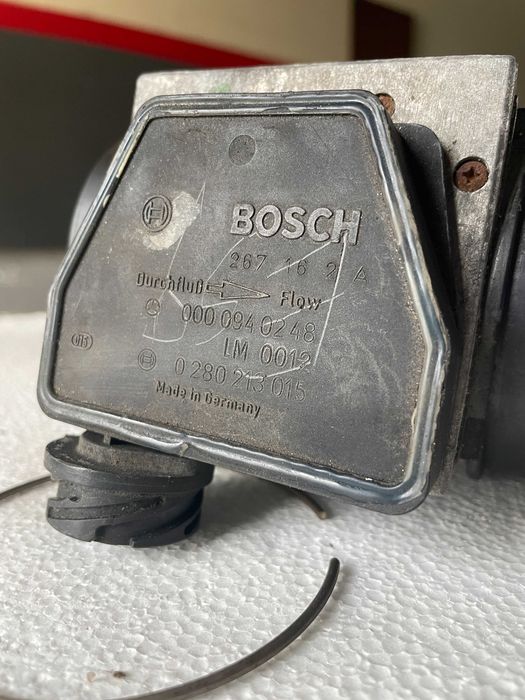 BOSCH
267 16 2 A
Durchfluß Flow
000 094 02 48
LM 0012
0 280 213 015
Made in Germany